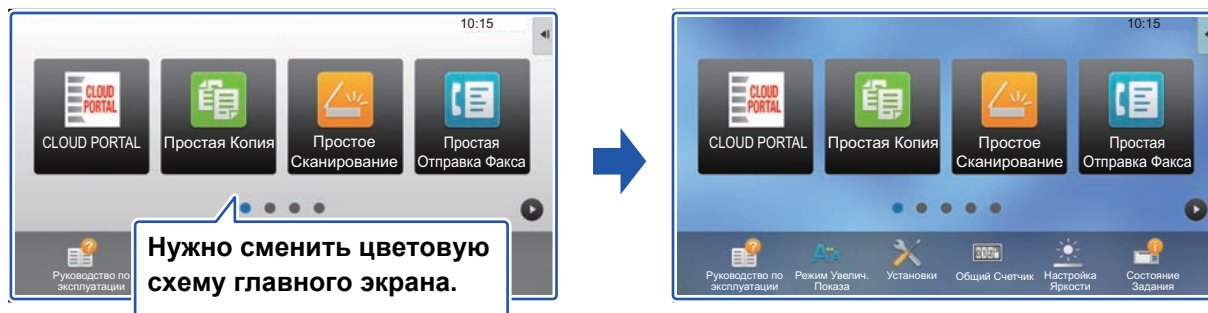 10:15
CLOUD
PORTAL
CLOUD PORTAL
Простая Копия
Простое
Сканирование
Простая
Отправка Факса
Руководство по
эксплуатации
Нужно сменить цветовую
схему главного экрана.
10:15
CLOUD
PORTAL
CLOUD PORTAL
Простая Копия
Простое
Сканирование
Простая
Отправка Факса
Руководство по
эксплуатации
Режим Увелич.
Показа
Установки
Общий Счетчик
Настройка
Яркости
Состояние
Задания